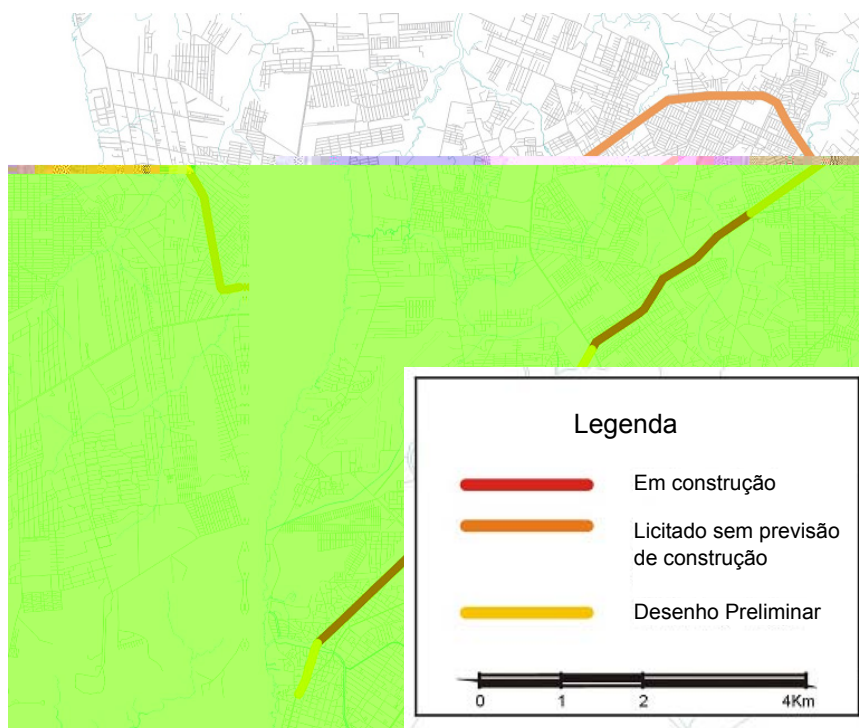 Legenda
Em construção
Licitado sem previsão
de construção
Desenho Preliminar
0 1 2 4Km